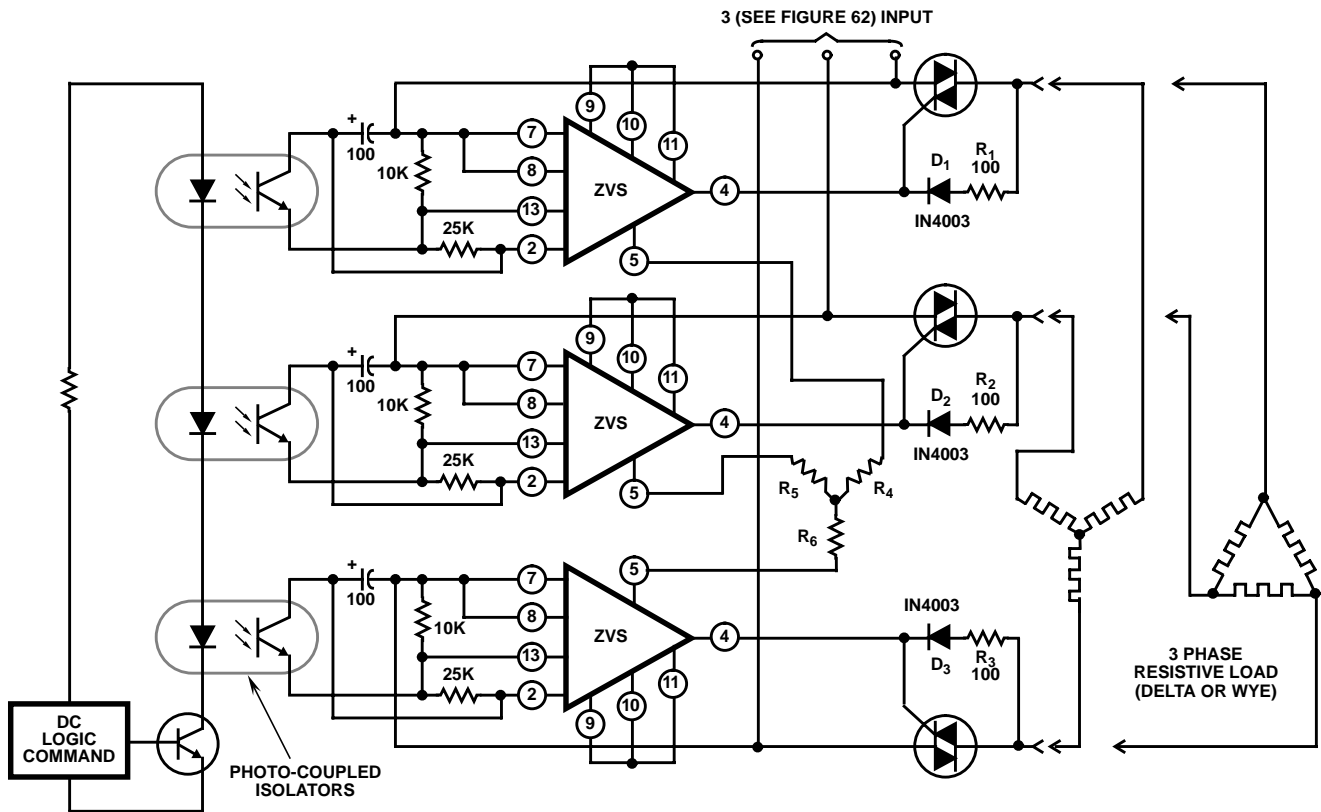 3 (SEE FIGURE 62) INPUT
+
100
10K
25K
7
8
13
2
9
10
11
ZVS
4
5
D1
IN4003
R1
100
+
100
10K
25K
7
8
13
2
9
10
11
ZVS
4
5
D2
IN4003
R2
100
R5
R4
R6
+
100
10K
25K
7
8
13
2
5
ZVS
4
9
10
11
IN4003
D3
R3
100
3 PHASE
RESISTIVE LOAD
(DELTA OR WYE)
DC
LOGIC
COMMAND
PHOTO-COUPLED
ISOLATORS